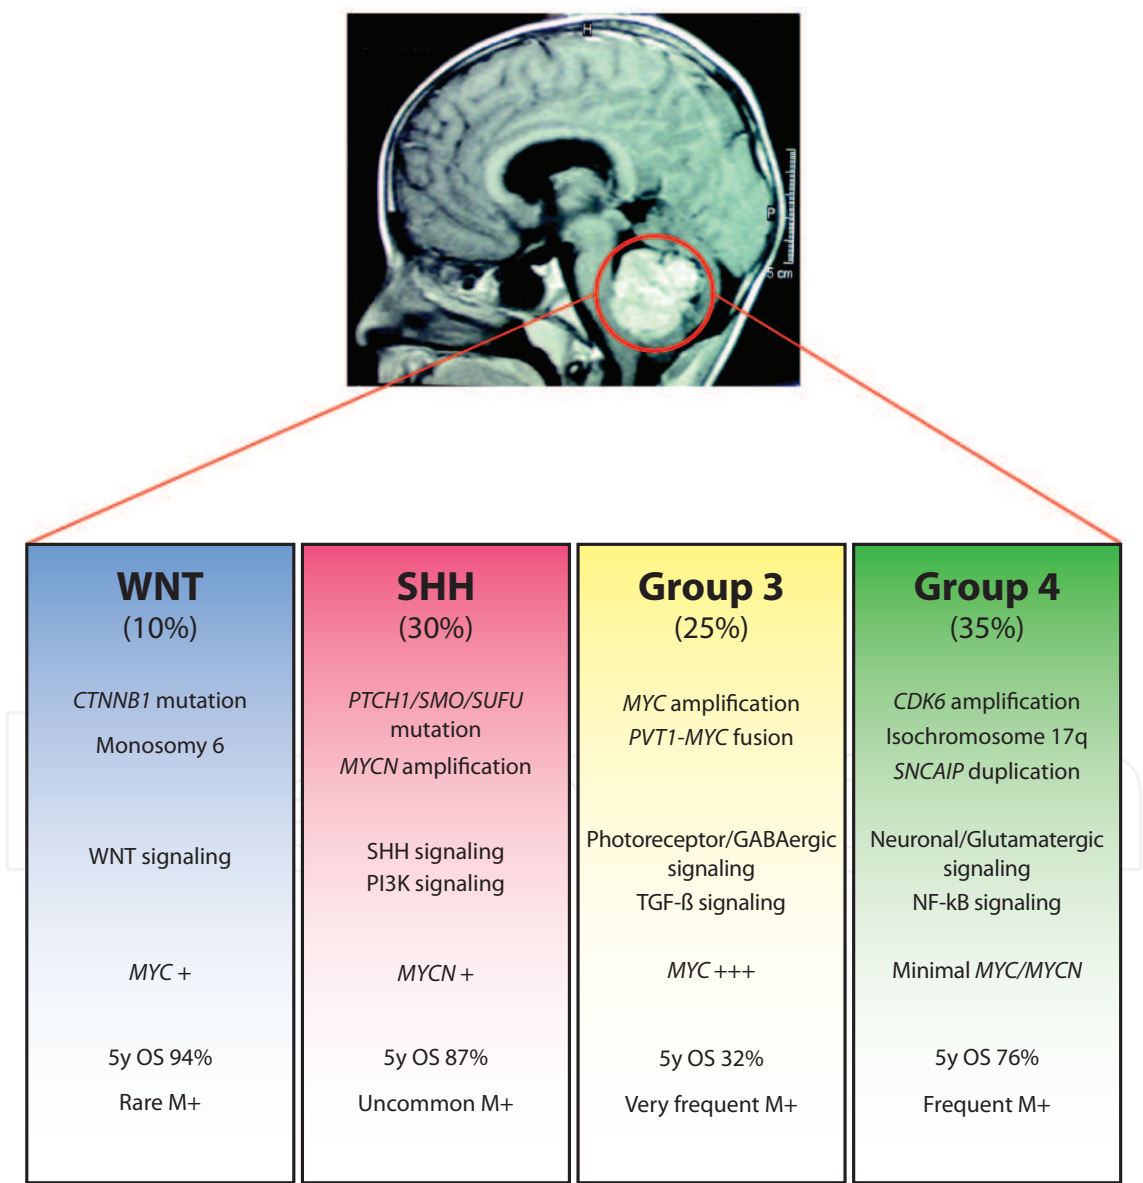 H
P
5 cm
WNT
(10%)
CTNNB1 mutation
Monosomy 6
WNT signaling
MYC +
5y OS 94%
Rare M+
SHH
(30%)
PTCH1/SMO/SUFU
mutation
MYCN amplification
SHH signaling
PI3K signaling
MYCN +
5y OS 87%
Uncommon M+
Group 3
(25%)
MYC amplification
PVT1-MYC fusion
Photoreceptor/GABAergic
signaling
TGF-ß signaling
MYC +++
5y OS 32%
Very frequent M+
Group 4
(35%)
CDK6 amplification
Isochromosome 17q
SNCAIP duplication
Neuronal/Glutamatergic
signaling
NF-kB signaling
Minimal MYC/MYCN
5y OS 76%
Frequent M+